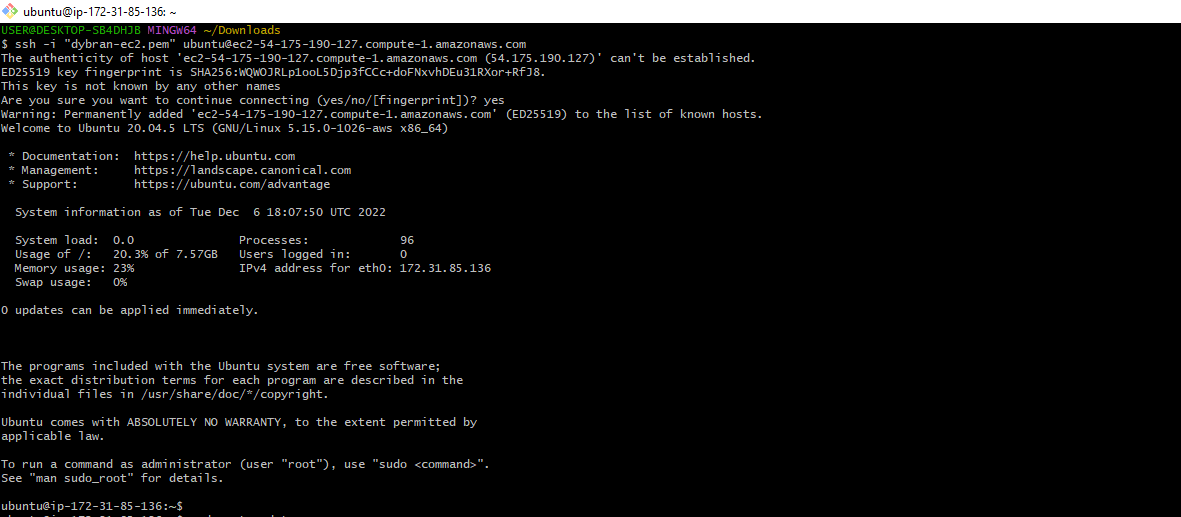 ubuntu@ip-172-31-85-136: ~
USER@DESKTOP-SB4DHJB MINGW64 ~/Downloads
$ ssh -i "dybran-ec2.pem" ubuntu@ec2-54-175-190-127.compute-1.amazonaws.com
The authenticity of host 'ec2-54-175-190-127.compute-1.amazonaws.com (54.175.190.127)' can't be established.
ED25519 key fingerprint is SHA256:WQWOJRLp1ooL5Djp3fCCc+doFNxvhDEu31RXor+RfJ8.
This key is not known by any other names
Are you sure you want to continue connecting (yes/no/[fingerprint])? yes
Warning: Permanently added 'ec2-54-175-190-127.compute-1.amazonaws.com' (ED25519) to the list of known hosts.
Welcome to Ubuntu 20.04.5 LTS (GNU/Linux 5.15.0-1026-aws x86_64)
* Documentation:  https://help.ubuntu.com
* Management:     https://landscape.canonical.com
* Support:        https://ubuntu.com/advantage
System information as of Tue Dec  6 18:07:50 UTC 2022
System load:  0.0               Processes:             96
Usage of /:   20.3% of 7.57GB   Users logged in:       0
Memory usage: 23%               IPv4 address for eth0: 172.31.85.136
Swap usage:   0%
0 updates can be applied immediately.
The programs included with the Ubuntu system are free software;
the exact distribution terms for each program are described in the
individual files in /usr/share/doc/*/copyright.
Ubuntu comes with ABSOLUTELY NO WARRANTY, to the extent permitted by
applicable law.
To run a command as administrator (user "root"), use "sudo <command>".
See "man sudo_root" for details.
ubuntu@ip-172-31-85-136:~$